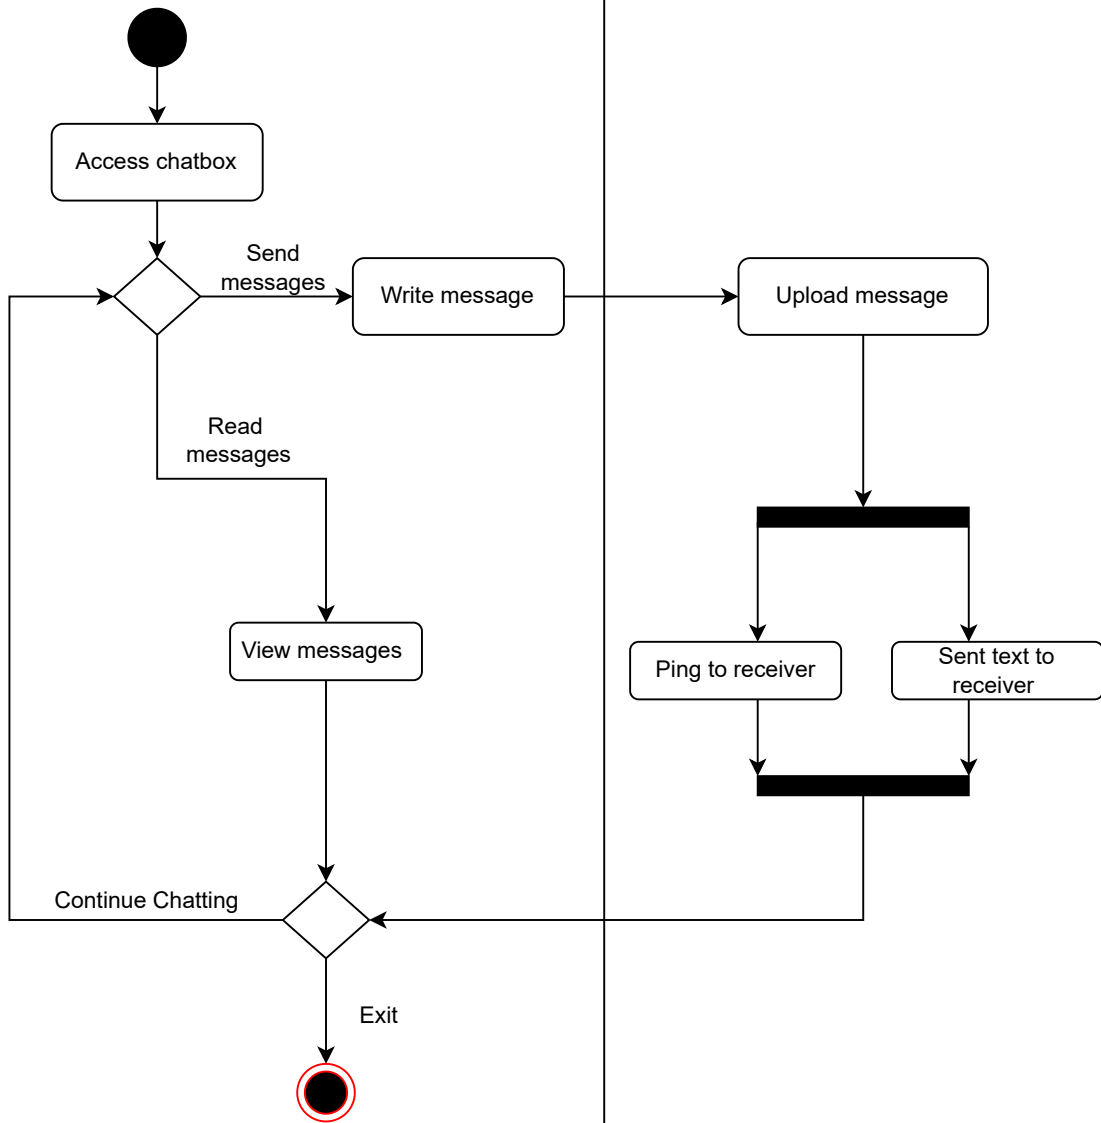 Access chatbox
Send
messages
Write message
Upload message
Read
messages
View messages
Ping to receiver
Sent text to
receiver
Continue Chatting
Exit